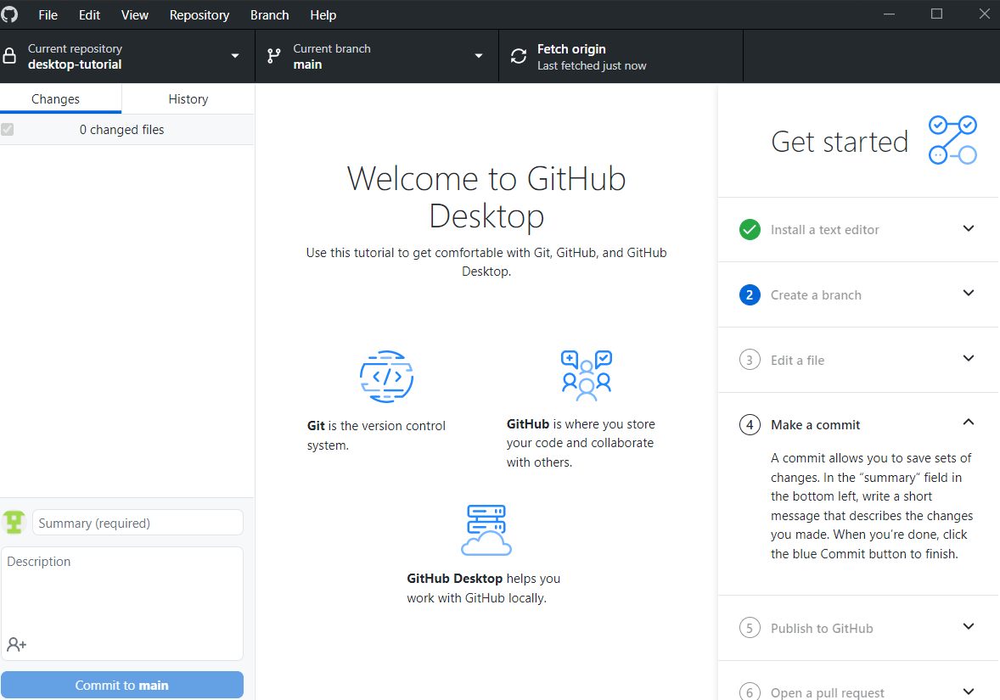 File Edit View Repository Branch Help
Current repository
desktop-tutorial
Current branch
main
Fetch origin
Last fetched just now
Changes
History
0 changed files
Summary (required)
Description
Commit to main
Welcome to GitHub
Desktop
Use this tutorial to get comfortable with Git, GitHub, and GitHub
Desktop.
Git is the version control
system.
GitHub is where you store
your code and collaborate
with others.
GitHub Desktop helps you
work with GitHub locally.
Get started
Install a text editor
2 Create a branch
3 Edit a file
4 Make a commit
A commit allows you to save sets of
changes. In the “summary” field in
the bottom left, write a short
message that describes the changes
you made. When you’re done, click
the blue Commit button to finish.
5 Publish to GitHub
6 Open a pull request